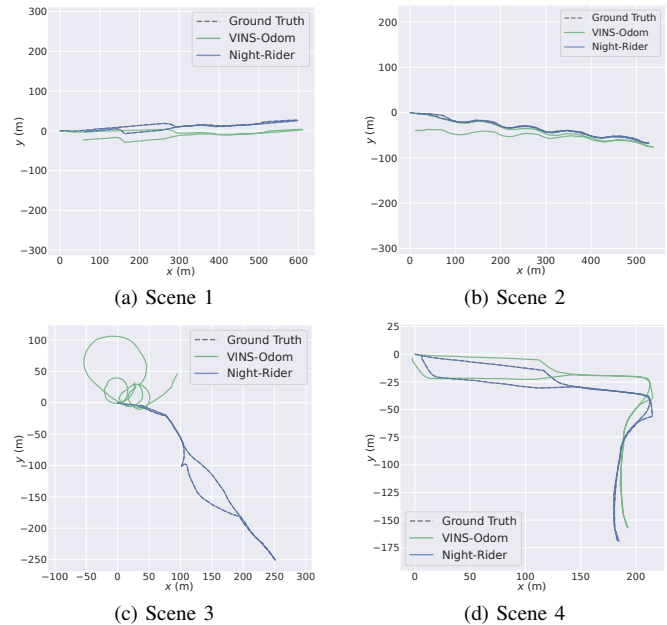 300
200
100
0
−100
−200
−300
y (m)
0 100 200 300 400 500 600
x (m)
Ground Truth
VINS-Odom
Night-Rider
(a) Scene 1
200
100
0
−100
−200
−300
y (m)
0 100 200 300 400 500
x (m)
Ground Truth
VINS-Odom
Night-Rider
(b) Scene 2
100
50
0
−50
−100
−150
−200
−250
y (m)
−100 −50 0 50 100 150 200 250 300
x (m)
Ground Truth
VINS-Odom
Night-Rider
(c) Scene 3
25
0
−25
−50
−75
−100
−125
−150
−175
y (m)
0 50 100 150 200
x (m)
Ground Truth
VINS-Odom
Night-Rider
(d) Scene 4